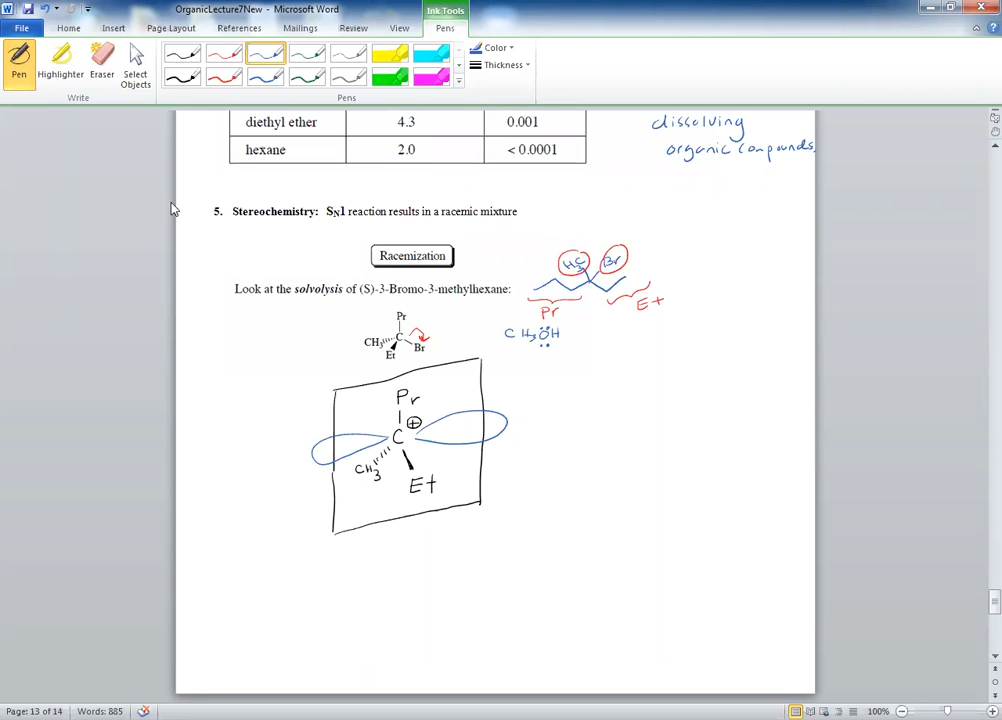 OrganicLecture7New - Microsoft Word
Ink Tools
File Home Insert Page Layout References Mailings Review View Pens
Pen Highlighter Eraser Select Objects
Color
Thickness
Write Pens
diethyl ether 4.3 0.001
hexane 2.0 < 0.0001
dissolving
organic compounds.
5. Stereochemistry: SN1 reaction results in a racemic mixture
Racemization
H3C Br
Look at the solvolysis of (S)-3-Bromo-3-methylhexane:
Pr Et
Pr
CH3 C Br
Et
CH3ÖH
Pr
C +
CH3
Et
Page: 13 of 14 Words: 885 100%